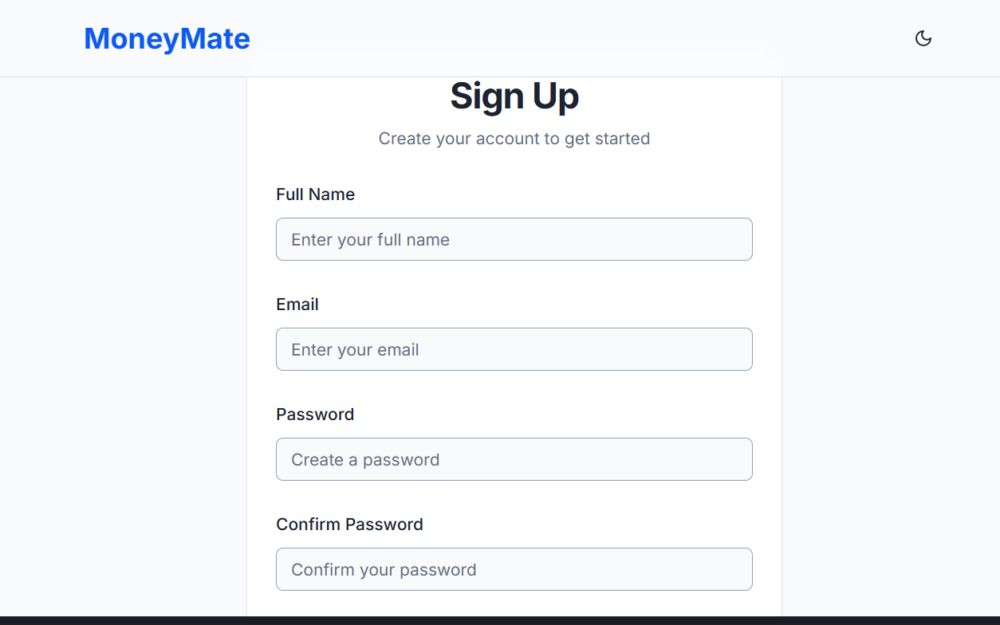 MoneyMate
Sign Up
Create your account to get started
Full Name
Enter your full name
Email
Enter your email
Password
Create a password
Confirm Password
Confirm your password